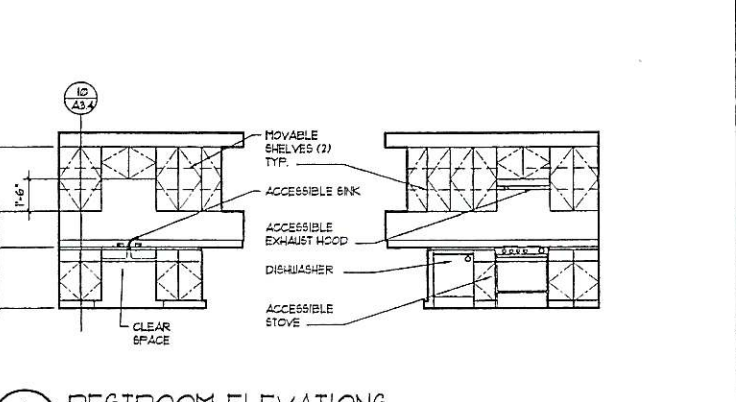 10
A3.4
MOVABLE
SHELVES (2)
TYP.
1'-6"
ACCESSIBLE SINK
ACCESSIBLE
EXHAUST HOOD
DISHWASHER
ACCESSIBLE
STOVE
CLEAR
SPACE
ELEVATIONS